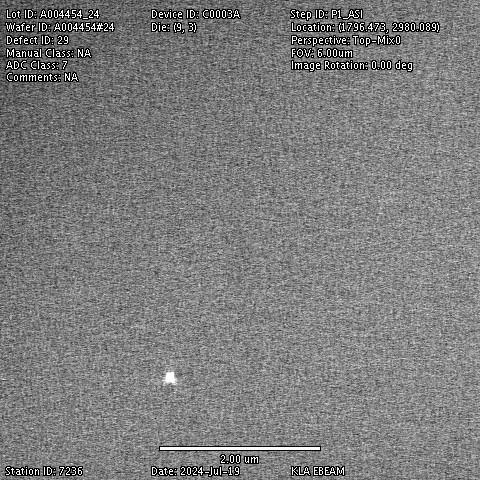 Lot ID: A004454_24
Wafer ID: A004454#24
Defect ID: 29
Manual Class: NA
ADC Class: 7
Comments: NA
Device ID: C0003A
Die: (9, 3)
Step ID: P1_ASI
Location: (1796.473, 2980.089)
Perspective: Top-Mix0
FOV: 6.00um
Image Rotation: 0.00 deg
2.00 um
Station ID: 7236
Date: 2024-Jul-19
KLA EBEAM